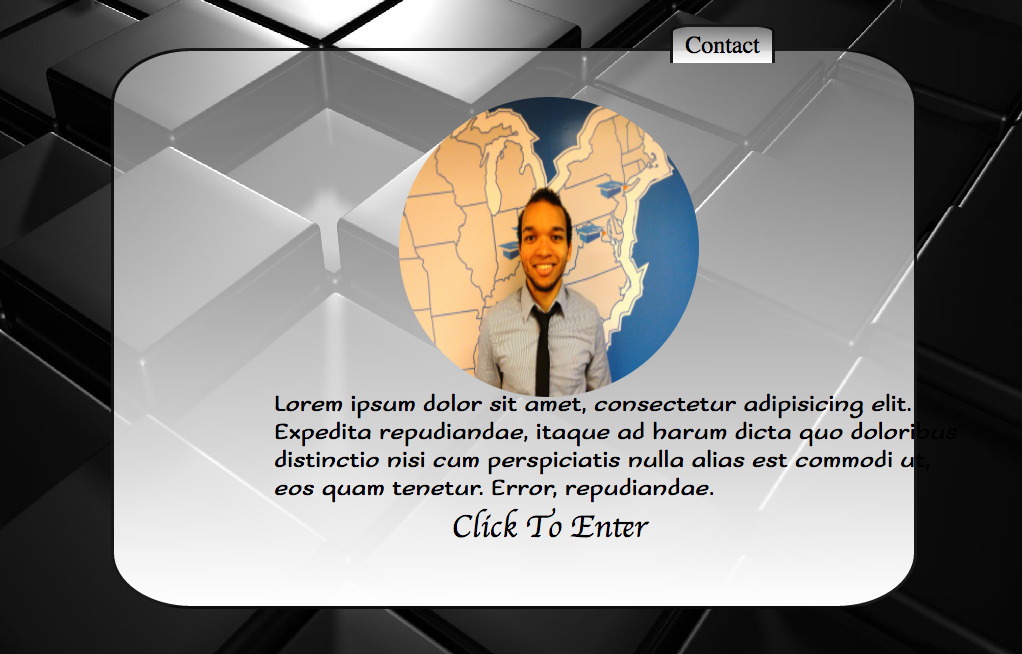 Contact
Lorem ipsum dolor sit amet, consectetur adipisicing elit.
Expedita repudiandae, itaque ad harum dicta quo doloribus
distinctio nisi cum perspiciatis nulla alias est commodi ut,
eos quam tenetur. Error, repudiandae.
Click To Enter